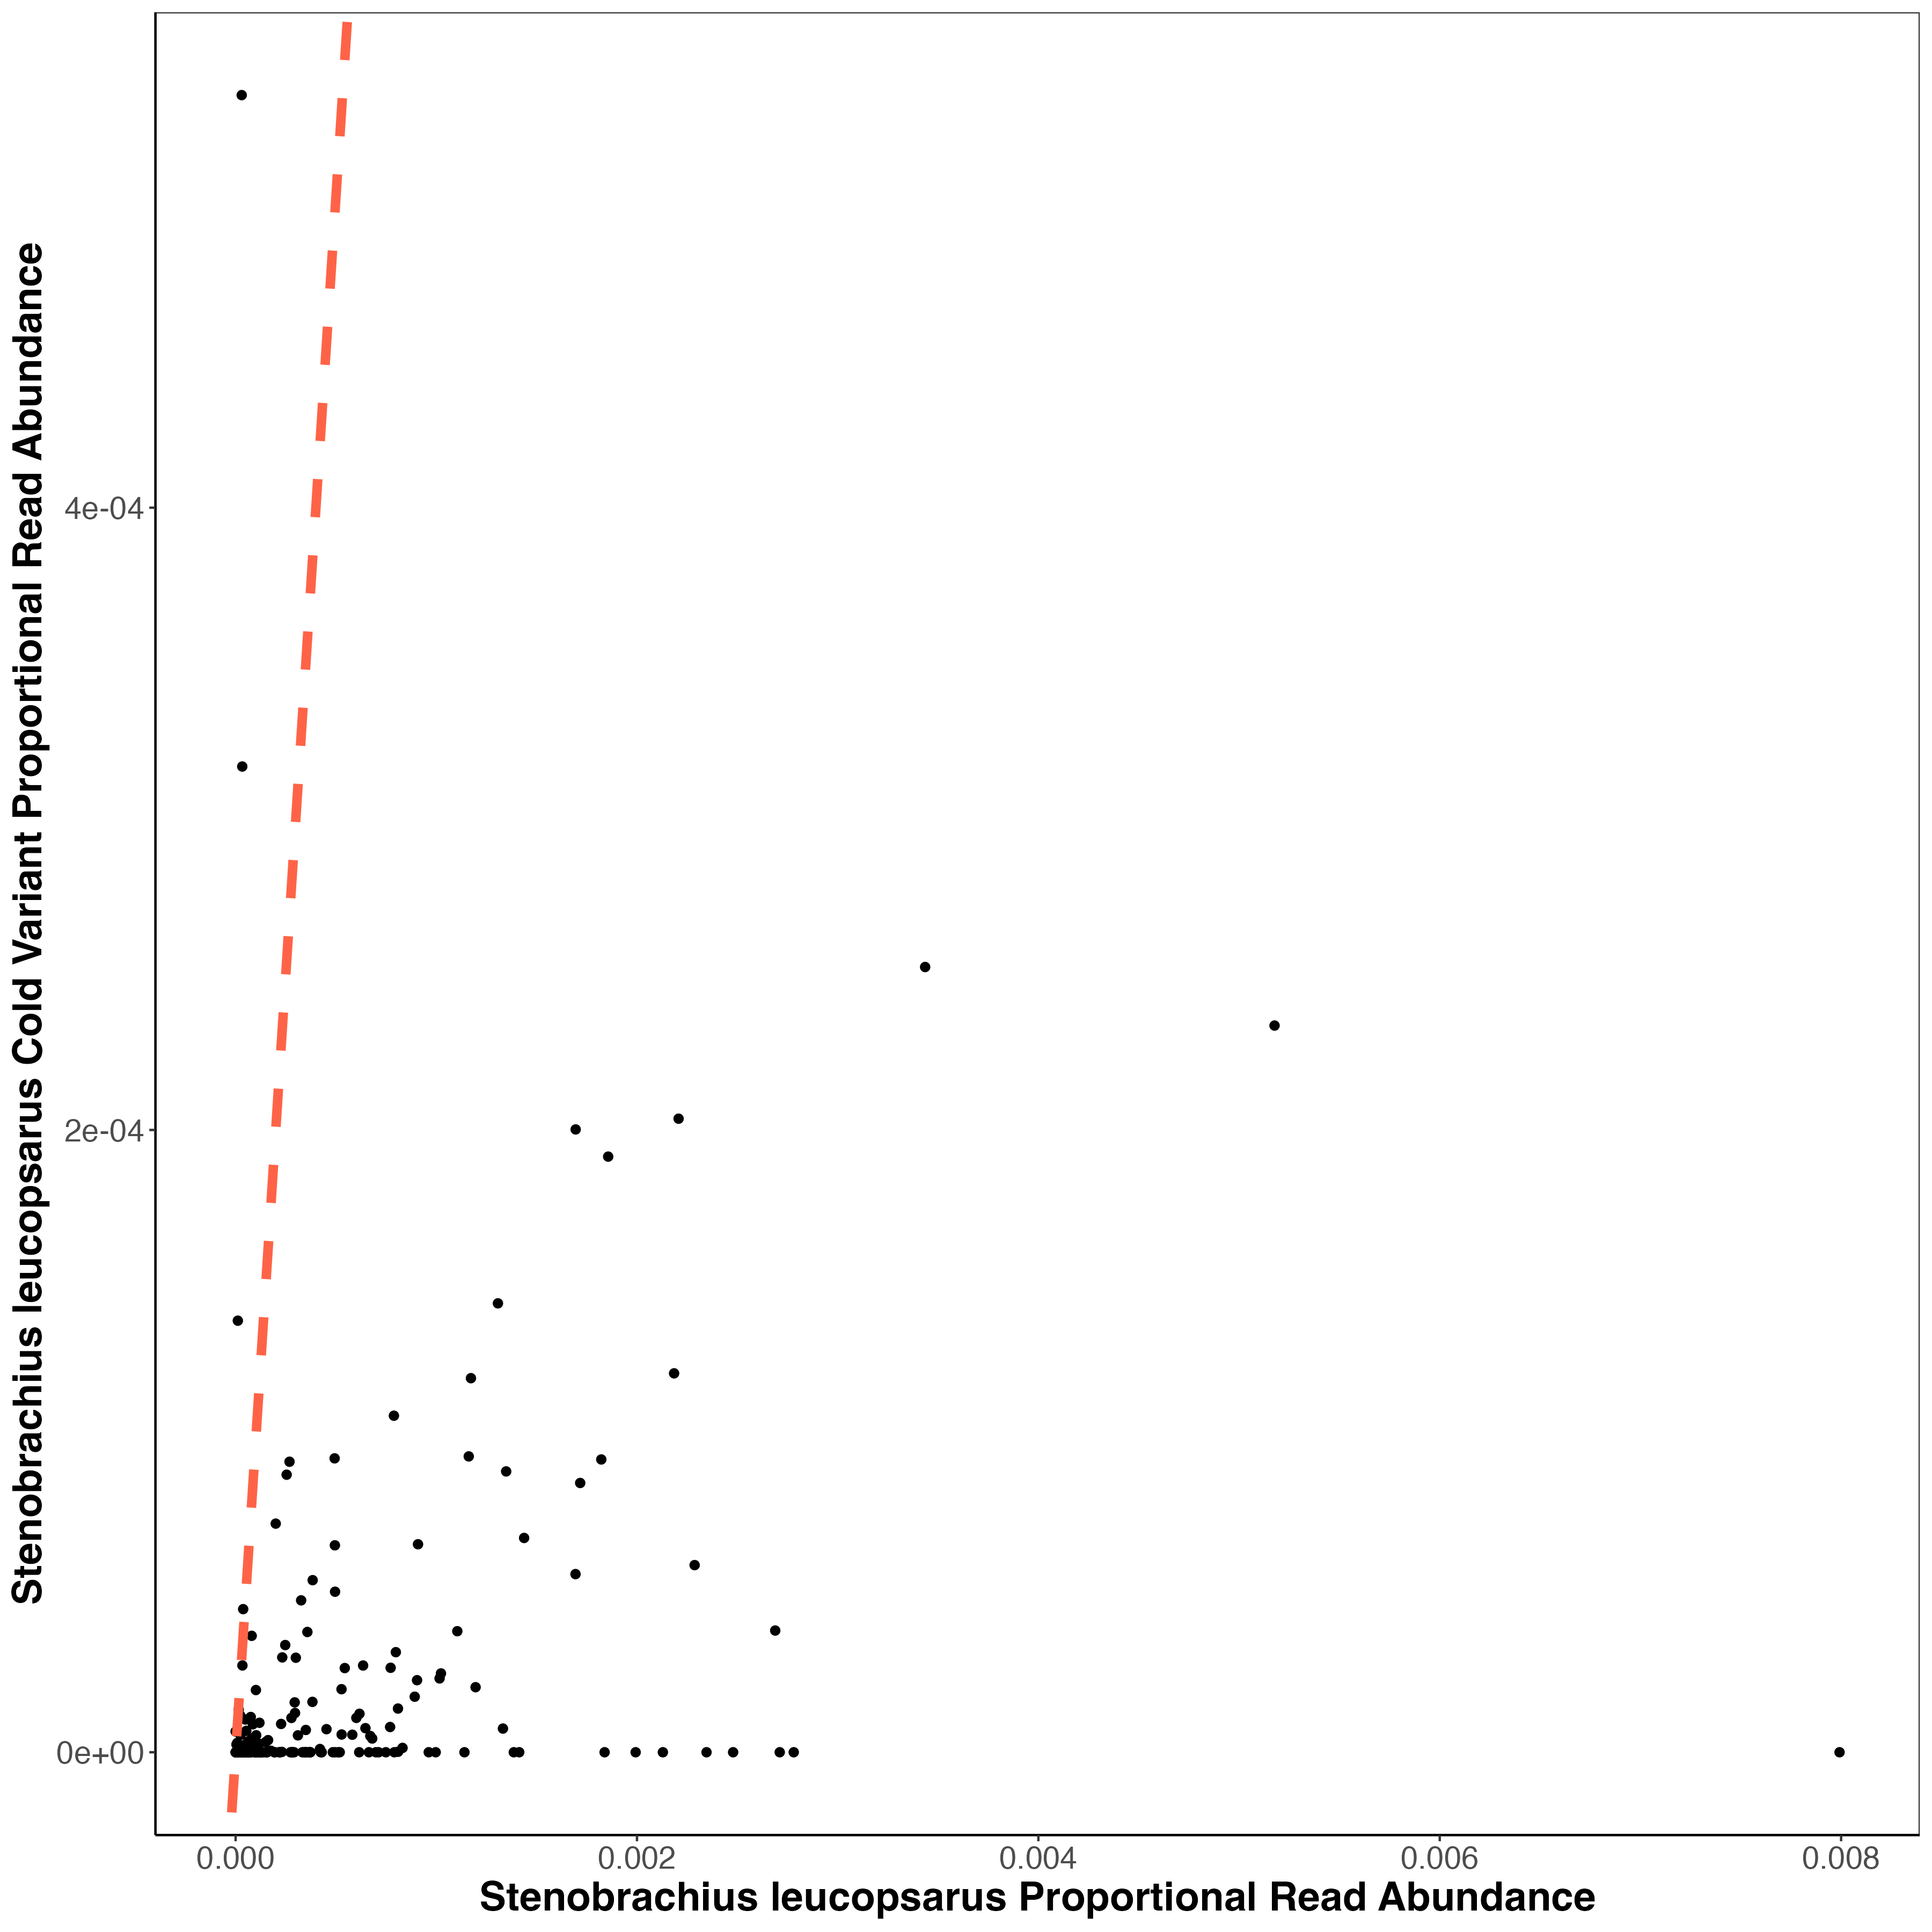 Stenobrachius leucopsarus Cold Variant Proportional Read Abundance
4e-04
2e-04
0e+00
0.000
0.002
0.004
0.006
0.008
Stenobrachius leucopsarus Proportional Read Abundance